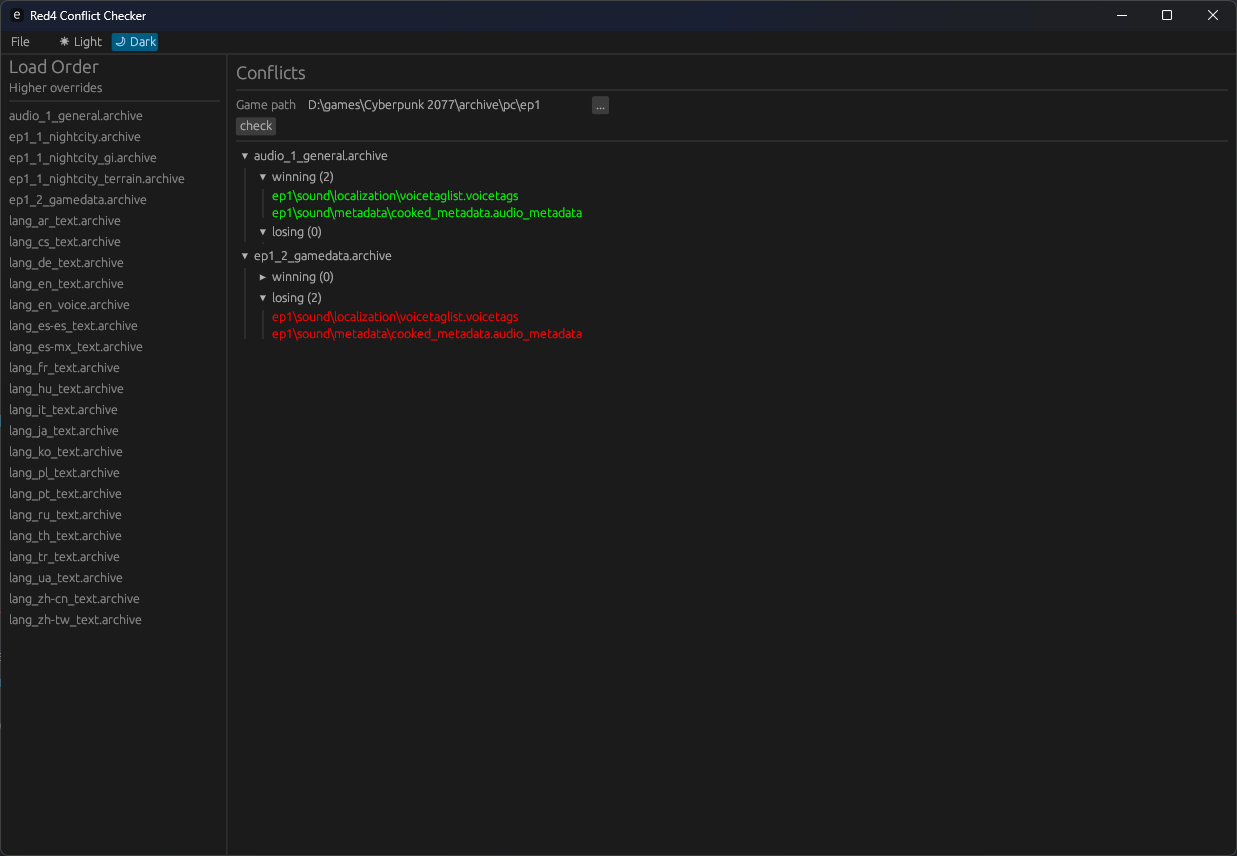 e Red4 Conflict Checker
File ☀ Light 🌙 Dark
Load Order
Higher overrides
audio_1_general.archive
ep1_1_nightcity.archive
ep1_1_nightcity_gi.archive
ep1_1_nightcity_terrain.archive
ep1_2_gamedata.archive
lang_ar_text.archive
lang_cs_text.archive
lang_de_text.archive
lang_en_text.archive
lang_en_voice.archive
lang_es-es_text.archive
lang_es-mx_text.archive
lang_fr_text.archive
lang_hu_text.archive
lang_it_text.archive
lang_ja_text.archive
lang_ko_text.archive
lang_pl_text.archive
lang_pt_text.archive
lang_ru_text.archive
lang_th_text.archive
lang_tr_text.archive
lang_ua_text.archive
lang_zh-cn_text.archive
lang_zh-tw_text.archive
Conflicts
Game path D:\games\Cyberpunk 2077\archive\pc\ep1 ...
check
▼ audio_1_general.archive
▼ winning (2)
ep1\sound\localization\voicetaglist.voicetags
ep1\sound\metadata\cooked_metadata.audio_metadata
▼ losing (0)
▼ ep1_2_gamedata.archive
► winning (0)
▼ losing (2)
ep1\sound\localization\voicetaglist.voicetags
ep1\sound\metadata\cooked_metadata.audio_metadata